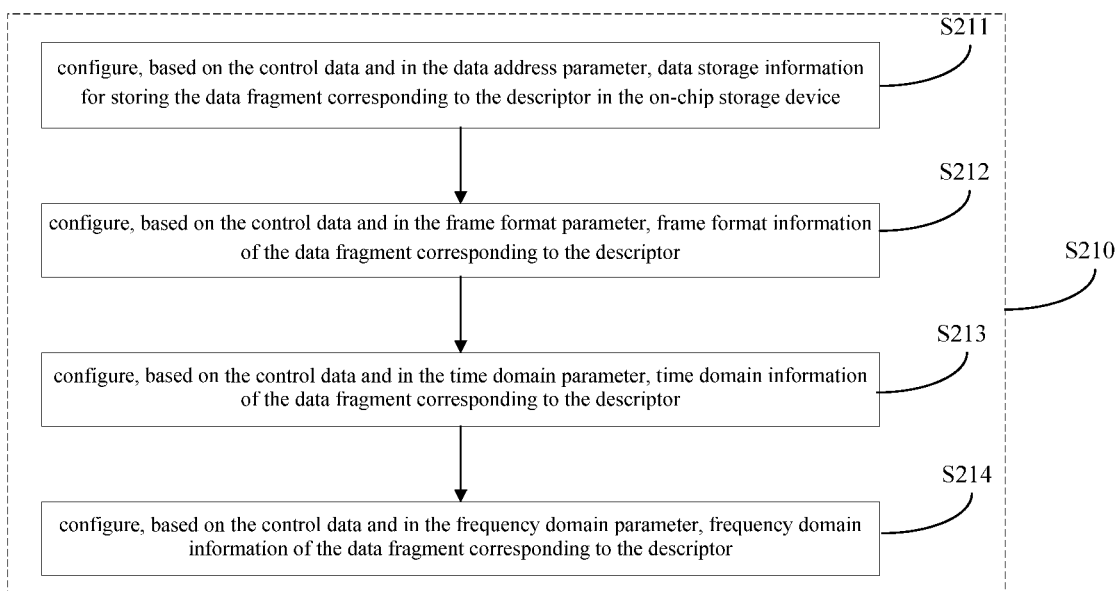 S211
configure, based on the control data and in the data address parameter, data storage information
for storing the data fragment corresponding to the descriptor in the on-chip storage device
S212
configure, based on the control data and in the frame format parameter, frame format information
of the data fragment corresponding to the descriptor
S210
S213
configure, based on the control data and in the time domain parameter, time domain information
of the data fragment corresponding to the descriptor
S214
configure, based on the control data and in the frequency domain parameter, frequency domain
information of the data fragment corresponding to the descriptor